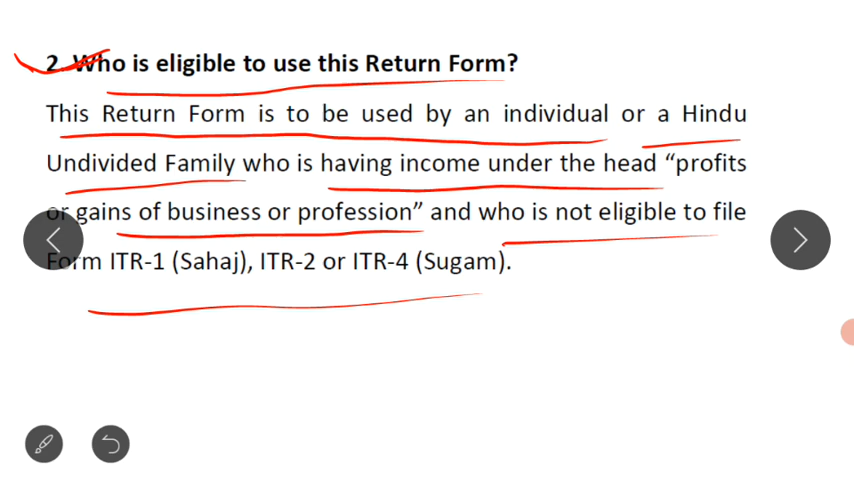 2. Who is eligible to use this Return Form?
This Return Form is to be used by an individual or a Hindu
Undivided Family who is having income under the head “profits
or gains of business or profession” and who is not eligible to file
Form ITR-1 (Sahaj), ITR-2 or ITR-4 (Sugam).